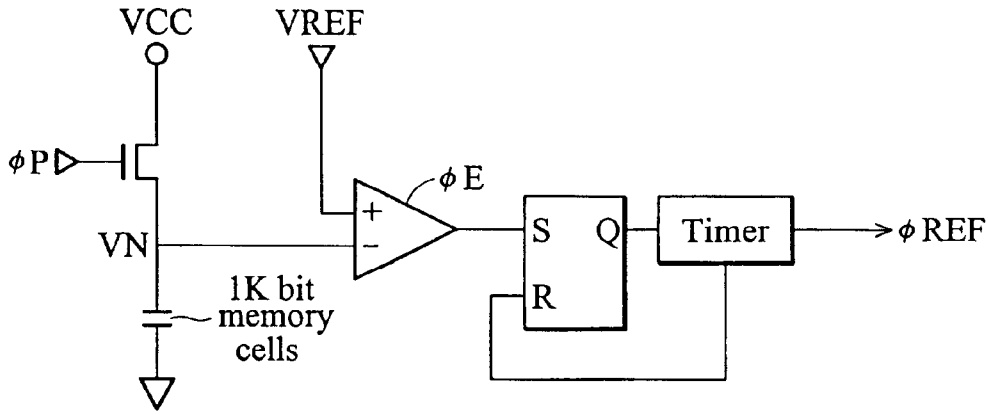 VCC
VREF
ϕP
ϕE
+
−
VN
S
Q
R
Timer
ϕREF
1K bit
memory
cells